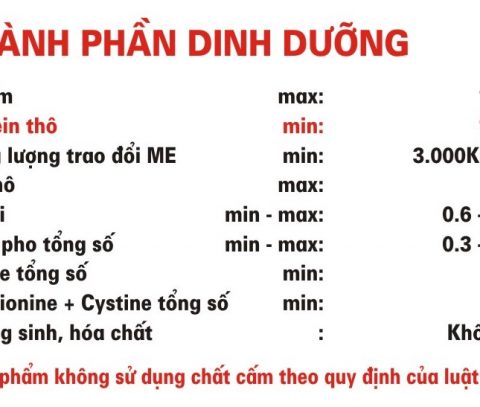 ÀNH PHẦN DINH DƯỠNG
m max:
ein thô min:
lượng trao đổi ME min: 3.000K
ô max:
i min - max: 0.6 -
pho tổng số min - max: 0.3 -
e tổng số min:
ionine + Cystine tổng số min:
g sinh, hóa chất : Khô
phẩm không sử dụng chất cấm theo quy định của luật